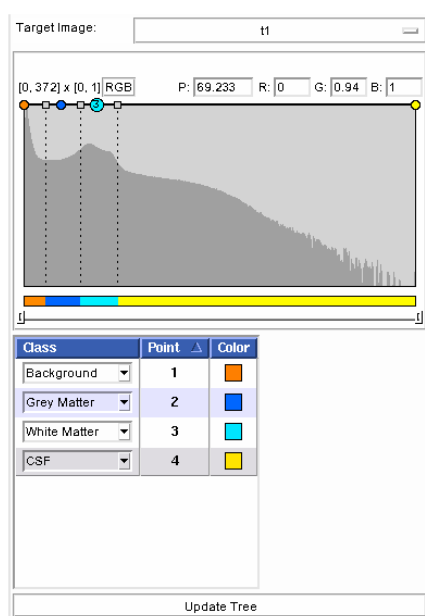 Target Image: t1
[0, 372] x [0, 1] RGB P: 69.233 R: 0 G: 0.94 B: 1
3
Class Point Color
Background 1
Grey Matter 2
White Matter 3
CSF 4
Update Tree